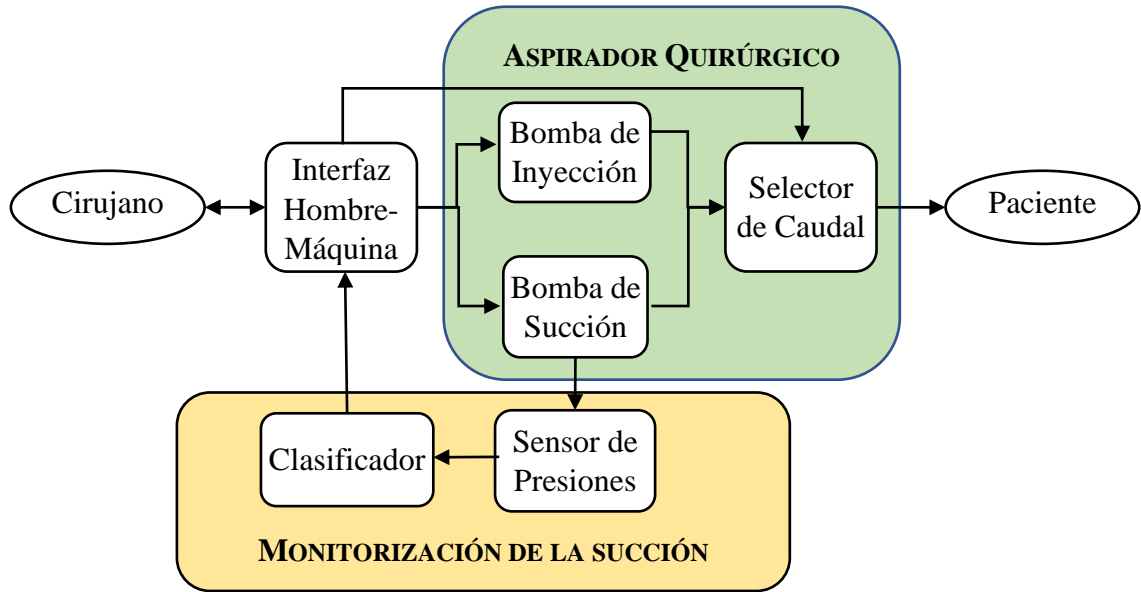 ASPIRADOR QUIRÚRGICO
Bomba de
Inyección
Interfaz
Hombre-
Máquina
Selector
de Caudal
Cirujano
Paciente
Bomba de
Succión
Clasificador
Sensor de
Presiones
MONITORIZACIÓN DE LA SUCCIÓN